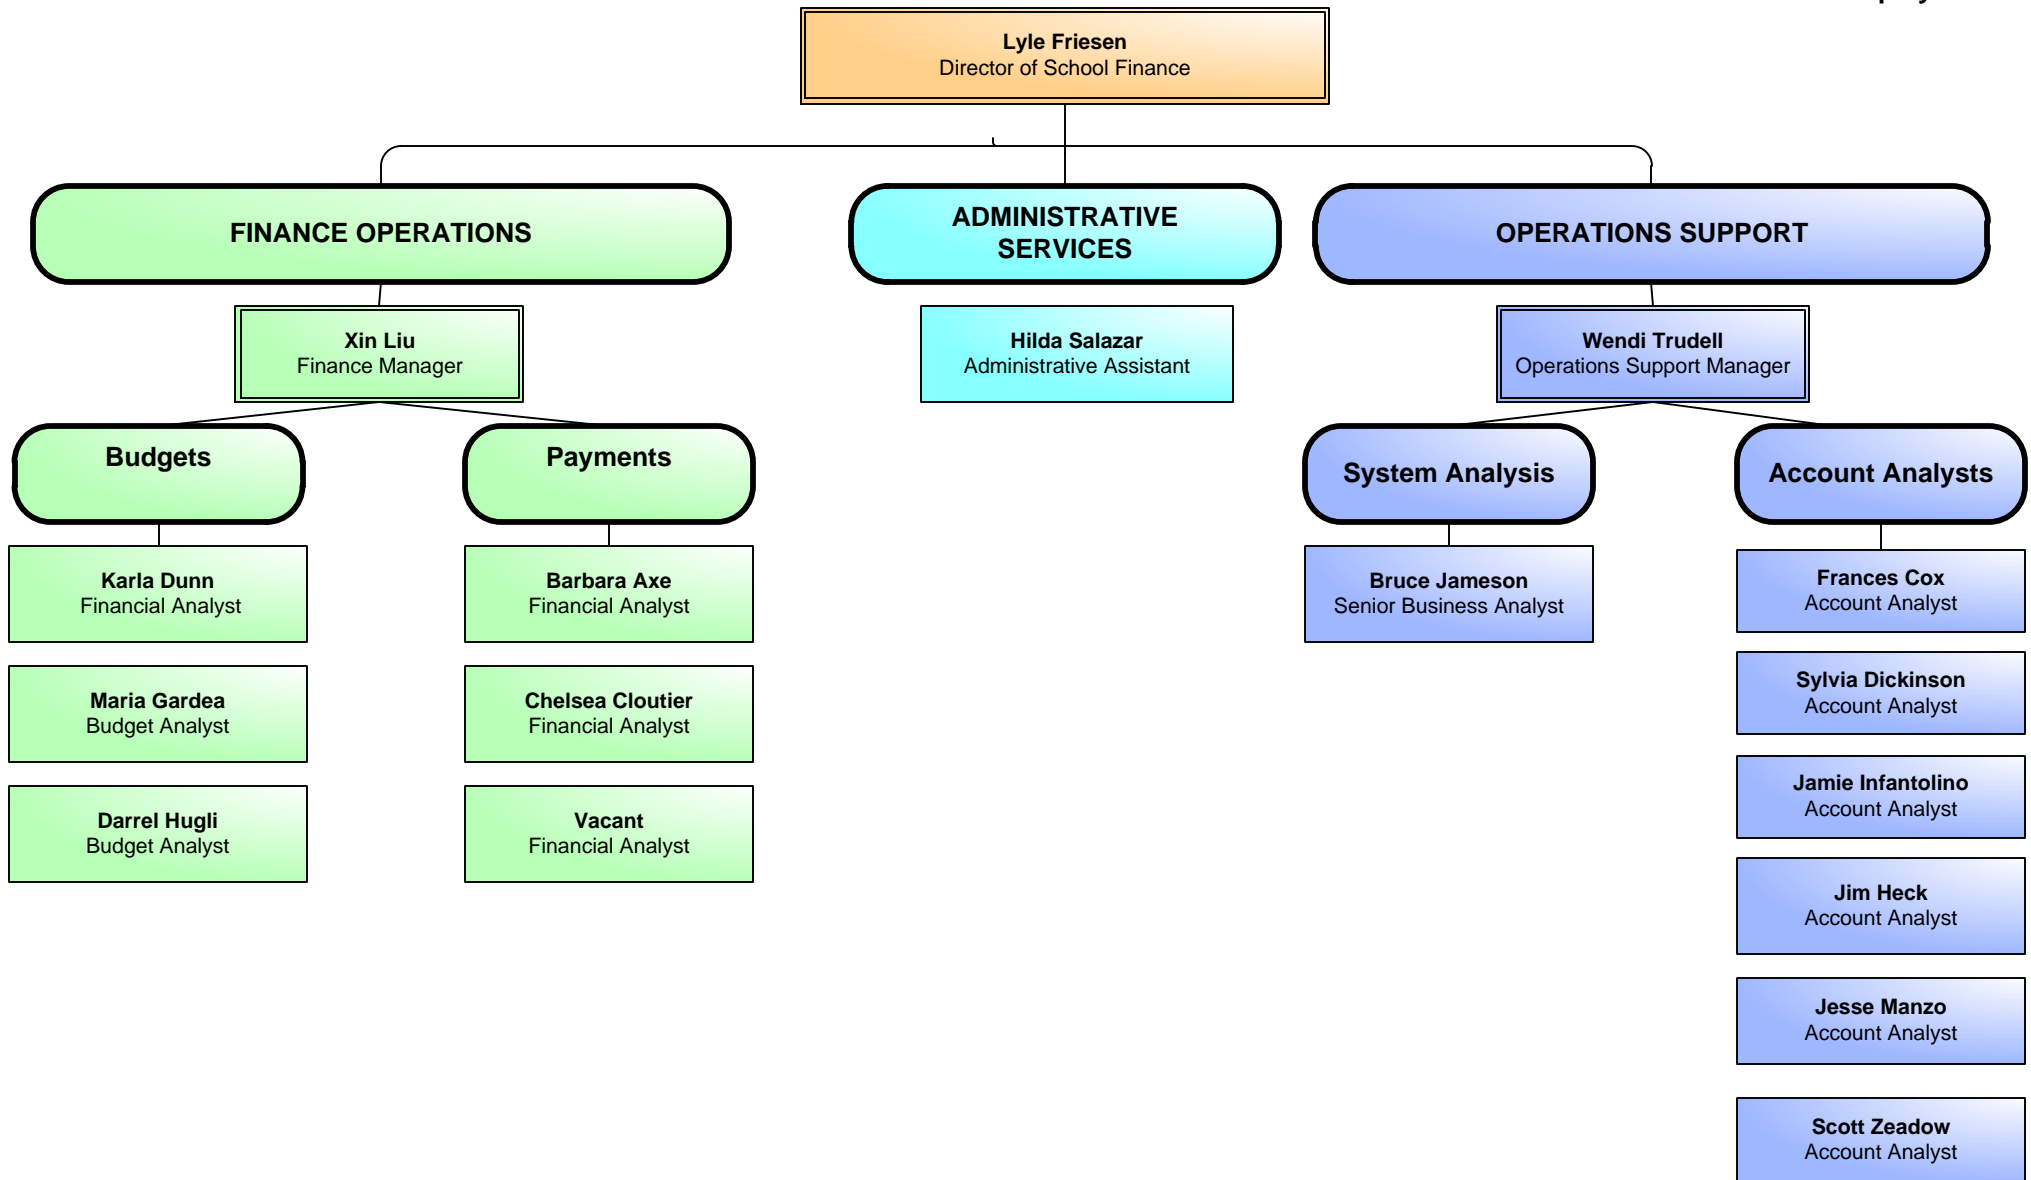 Lyle Friesen
Director of School Finance
FINANCE OPERATIONS
ADMINISTRATIVE
SERVICES
OPERATIONS SUPPORT
Xin Liu
Finance Manager
Hilda Salazar
Administrative Assistant
Wendi Trudell
Operations Support Manager
Budgets
Payments
System Analysis
Account Analysts
Karla Dunn
Financial Analyst
Maria Gardea
Budget Analyst
Darrel Hugli
Budget Analyst
Barbara Axe
Financial Analyst
Chelsea Cloutier
Financial Analyst
Vacant
Financial Analyst
Bruce Jameson
Senior Business Analyst
Frances Cox
Account Analyst
Sylvia Dickinson
Account Analyst
Jamie Infantolino
Account Analyst
Jim Heck
Account Analyst
Jesse Manzo
Account Analyst
Scott Zeadow
Account Analyst